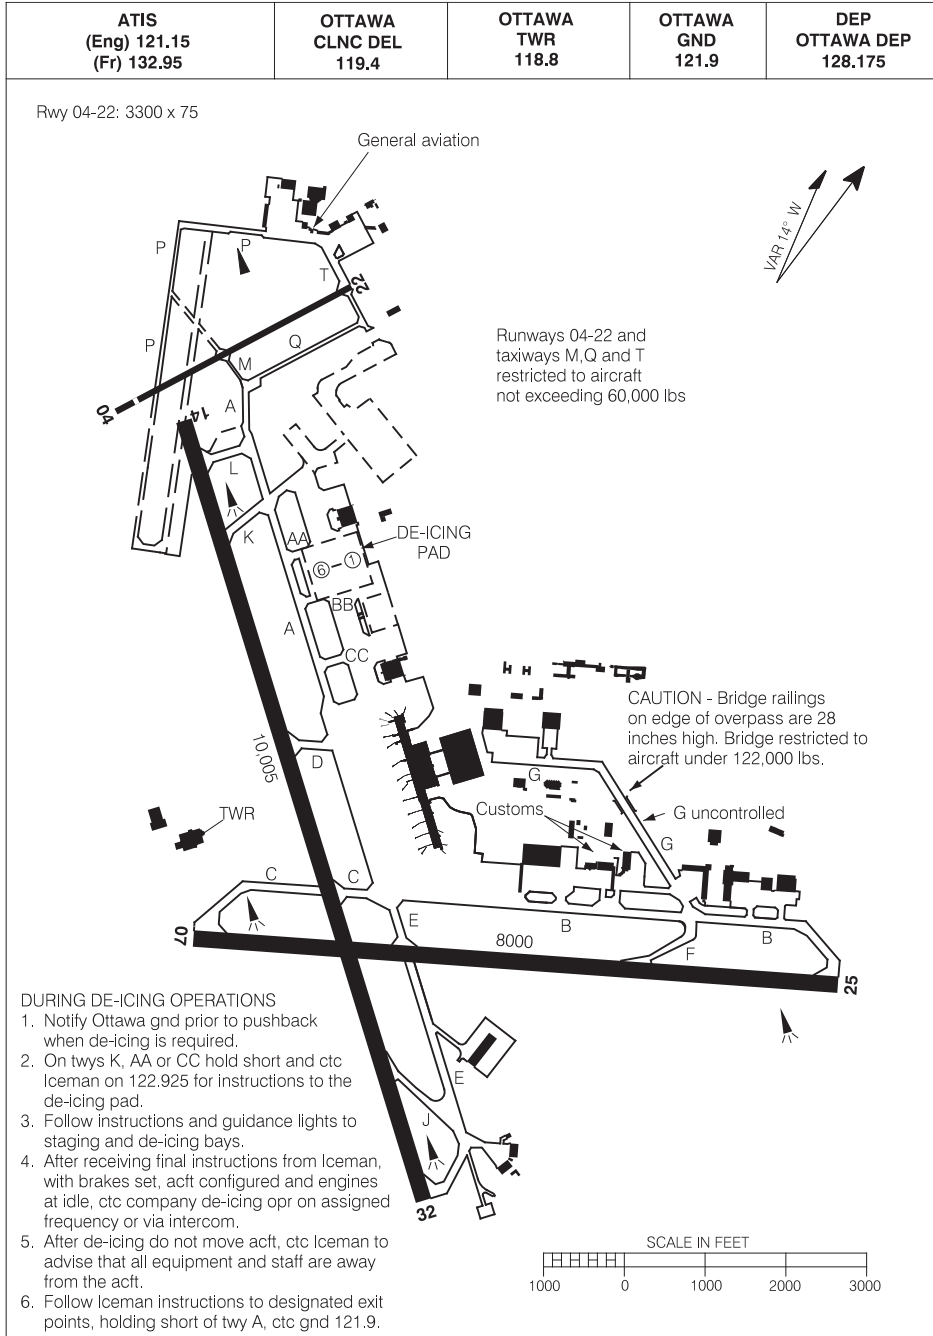 ATIS
(Eng) 121.15
(Fr) 132.95
OTTAWA
CLNC DEL
119.4
OTTAWA
TWR
118.8
OTTAWA
GND
121.9
DEP
OTTAWA DEP
128.175
Rwy 04-22: 3300 x 75
General aviation
VAR 14° W
P
P
T
22
P
Q
M
A
04
14
Runways 04-22 and
taxiways M,Q and T
restricted to aircraft
not exceeding 60,000 lbs
L
K
AA
DE-ICING
PAD
6
1
BB
A
CC
10,005
D
TWR
CAUTION - Bridge railings
on edge of overpass are 28
inches high. Bridge restricted to
aircraft under 122,000 lbs.
G
Customs
G uncontrolled
G
C
C
E
B
B
8000
F
07
25
E
J
32
DURING DE-ICING OPERATIONS
1. Notify Ottawa gnd prior to pushback
when de-icing is required.
2. On twys K, AA or CC hold short and ctc
Iceman on 122.925 for instructions to the
de-icing pad.
3. Follow instructions and guidance lights to
staging and de-icing bays.
4. After receiving final instructions from Iceman,
with brakes set, acft configured and engines
at idle, ctc company de-icing opr on assigned
frequency or via intercom.
5. After de-icing do not move acft, ctc Iceman to
advise that all equipment and staff are away
from the acft.
6. Follow Iceman instructions to designated exit
points, holding short of twy A, ctc gnd 121.9.
SCALE IN FEET
1000 0 1000 2000 3000